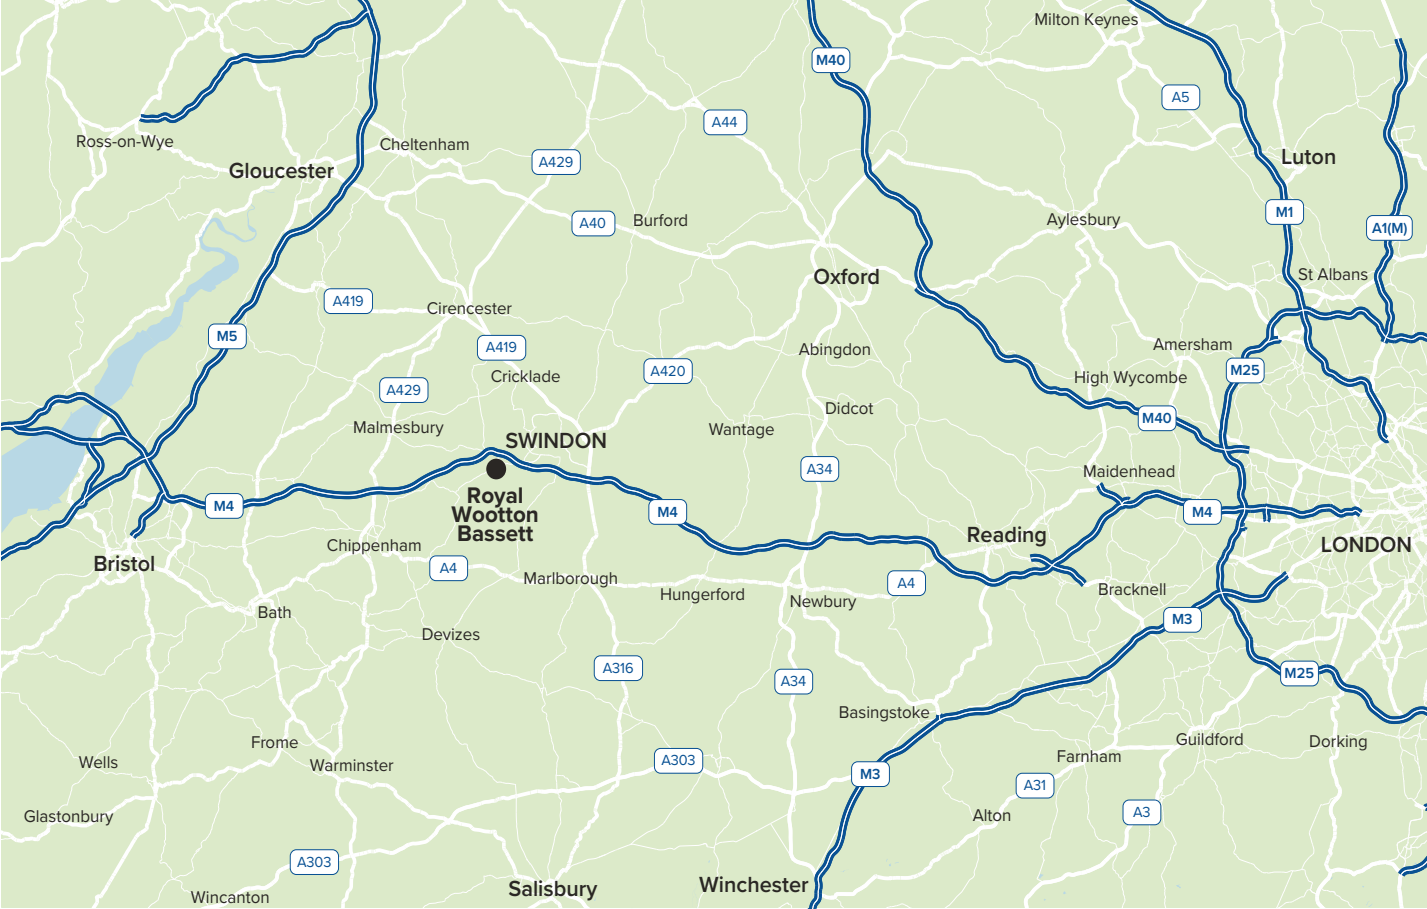 Milton Keynes
M40
A5
A44
Ross-on-Wye
Cheltenham
A429
Luton
Gloucester
M1
Burford
A40
Aylesbury
A1(M)
Oxford
St Albans
A419
Cirencester
M5
A419
Abingdon
Amersham
Cricklade
A420
M25
High Wycombe
A429
Didcot
M40
Malmesbury
Wantage
SWINDON
A34
Maidenhead
Royal
Wootton
Bassett
M4
M4
M4
Reading
LONDON
Chippenham
Bristol
A4
Marlborough
A4
Hungerford
Newbury
Bracknell
Bath
M3
Devizes
A316
A34
M25
Basingstoke
Frome
Guildford
Dorking
Wells
Warminster
A303
Farnham
M3
A31
Glastonbury
Alton
A3
A303
Wincanton
Salisbury
Winchester